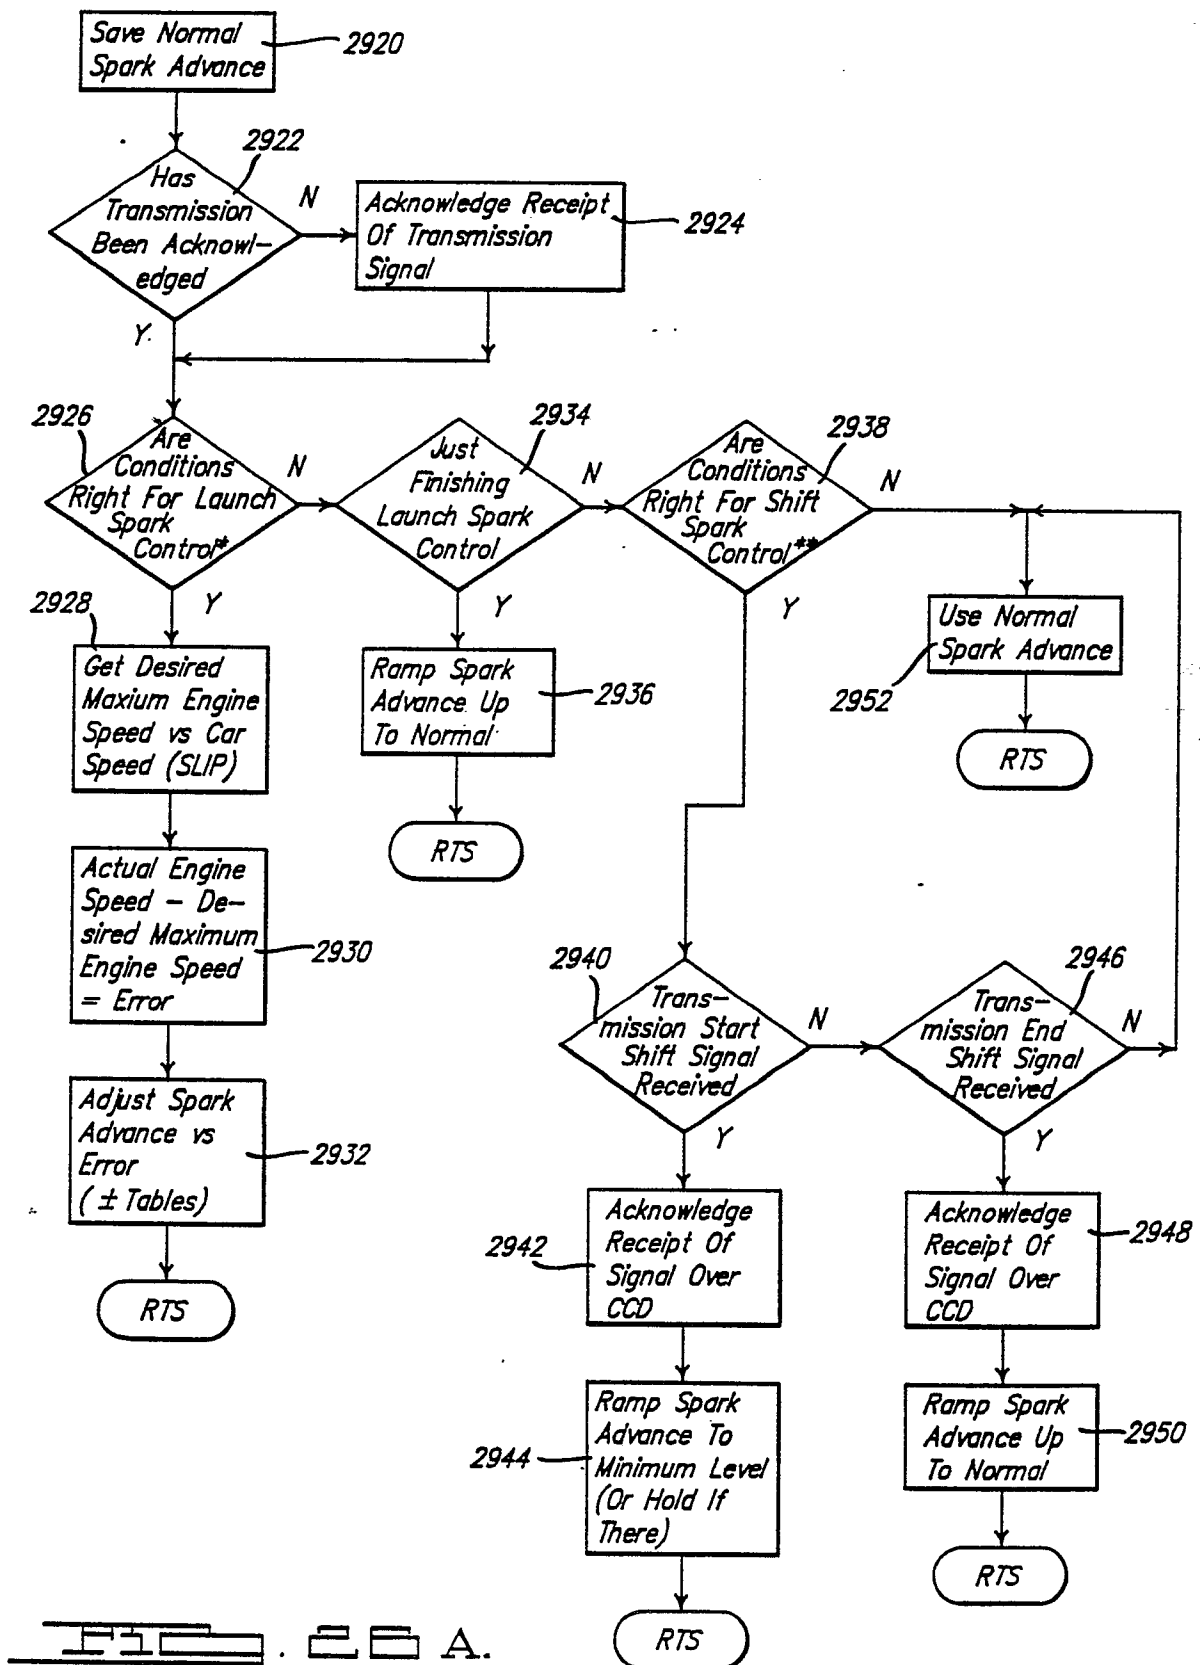 Save Normal
Spark Advance
2920
2922
Has
Transmission
Been Acknowl-
edged
N
Acknowledge Receipt
Of Transmission
Signal
2924
Y
2926
Are
Conditions
Right For Launch
Spark
Control*
N
2934
Just
Finishing
Launch Spark
Control
N
2938
Are
Conditions
Right For Shift
Spark
Control**
N
Y
Y
Y
2928
Get Desired
Maxium Engine
Speed vs Car
Speed (SLIP)
Ramp Spark
Advance Up
To Normal
2936
RTS
Use Normal
Spark Advance
2952
RTS
Actual Engine
Speed - De-
sired Maximum
Engine Speed
= Error
2930
Adjust Spark
Advance vs
Error
(± Tables)
2932
RTS
2940
Trans-
mission Start
Shift Signal
Received
N
2946
Trans-
mission End
Shift Signal
Received
N
Y
Y
2942
Acknowledge
Receipt Of
Signal Over
CCD
Acknowledge
Receipt Of
Signal Over
CCD
2948
2944
Ramp Spark
Advance To
Minimum Level
(Or Hold If
There)
RTS
Ramp Spark
Advance Up
To Normal
2950
RTS
A.